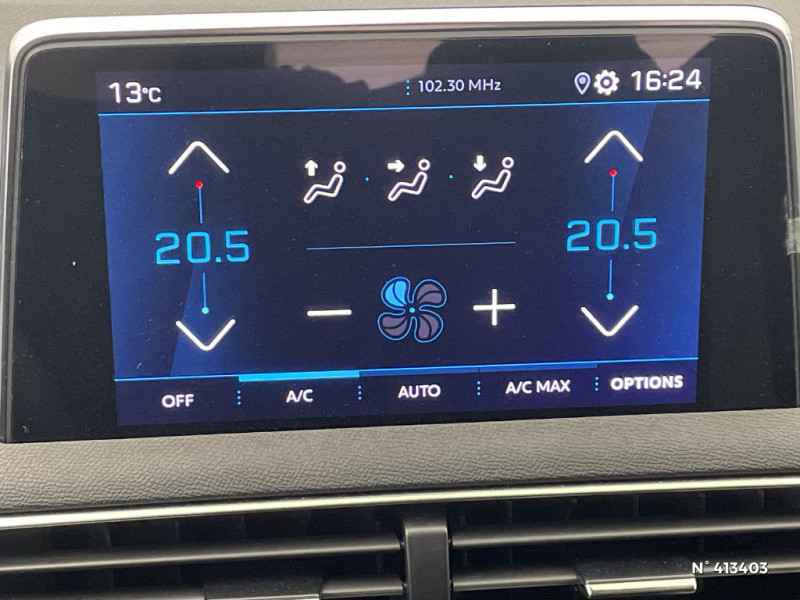 13°C
102.30 MHz
16:24
20.5
20.5
OFF
A/C
AUTO
A/C MAX
OPTIONS
N° 413403